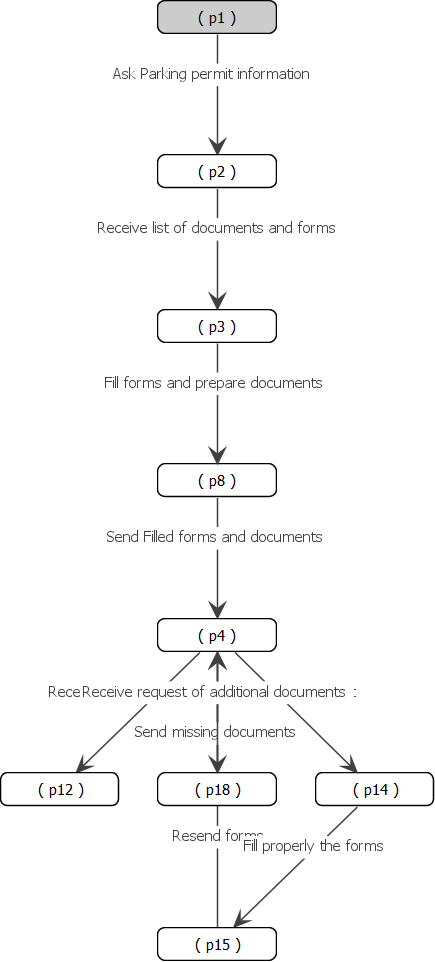 ( p1 )
Ask Parking permit information
( p2 )
Receive list of documents and forms
( p3 )
Fill forms and prepare documents
( p8 )
Send Filled forms and documents
( p4 )
Receive request of additional documents
Send missing documents
( p12 )
( p18 )
( p14 )
Resend forms
Fill properly the forms
( p15 )